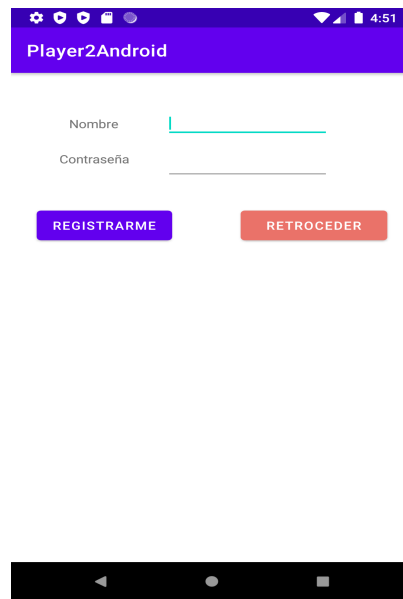 4:51
Player2Android
Nombre
Contraseña
REGISTRARME RETROCEDER